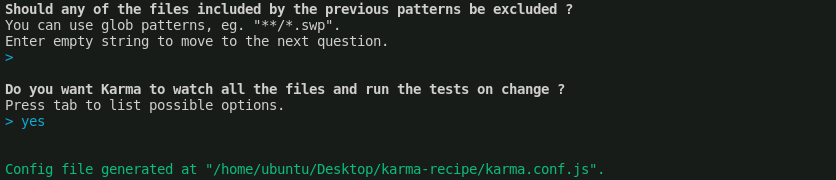 Should any of the files included by the previous patterns be excluded ?
You can use glob patterns, eg. "**/*.swp".
Enter empty string to move to the next question.
>
Do you want Karma to watch all the files and run the tests on change ?
Press tab to list possible options.
> yes
Config file generated at "/home/ubuntu/Desktop/karma-recipe/karma.conf.js".